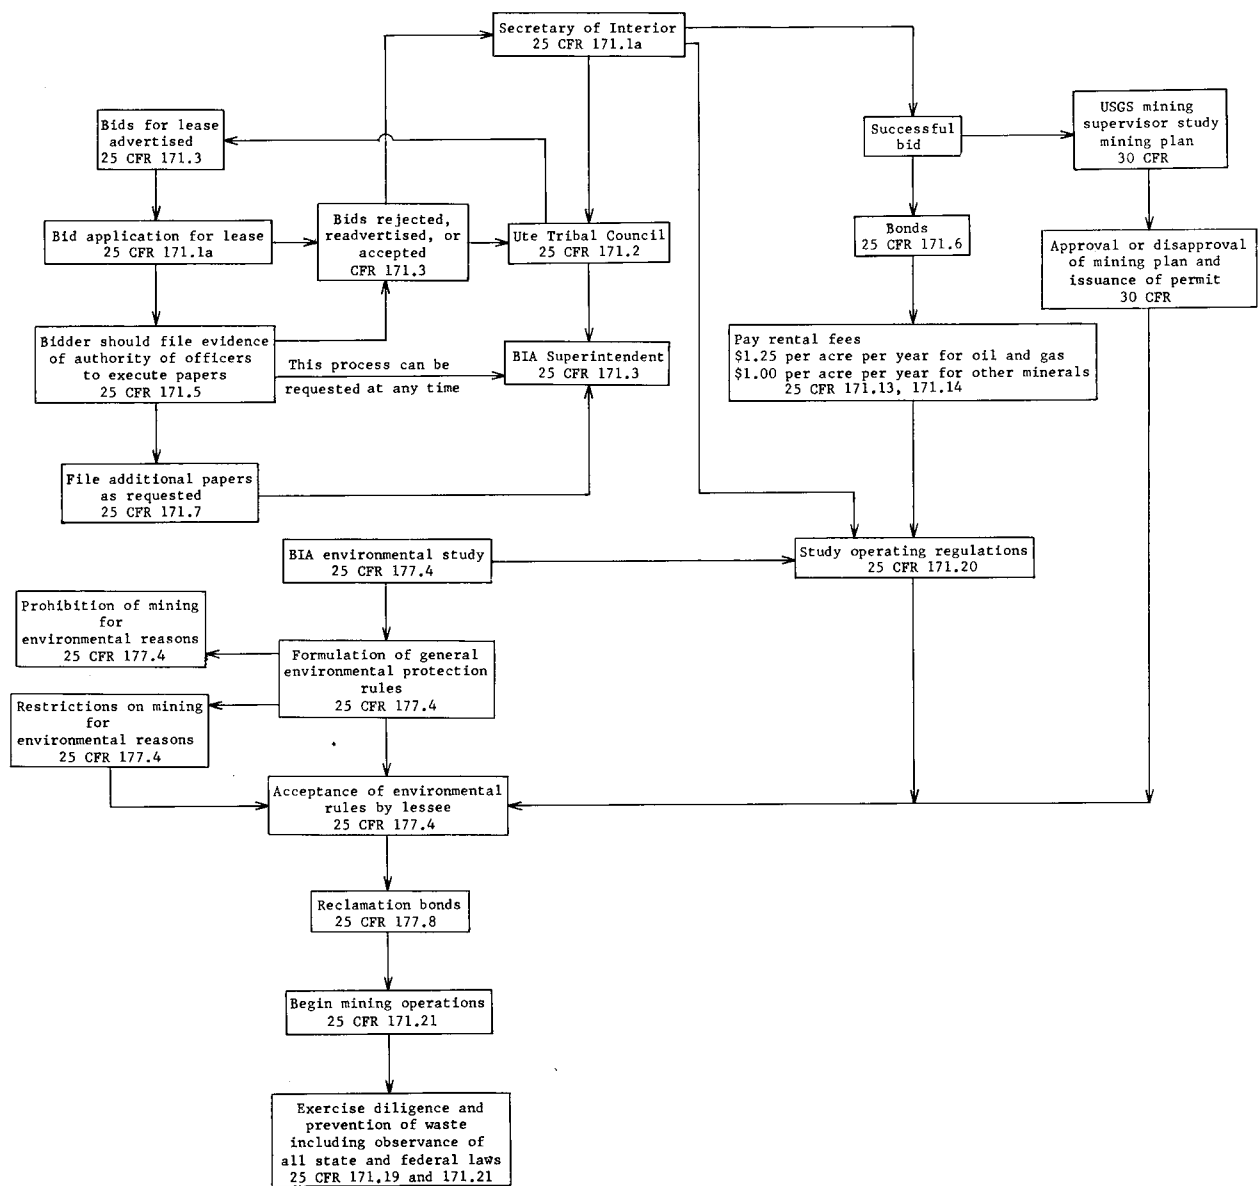 Secretary of Interior
25 CFR 171.1a
Bids for lease
advertised
25 CFR 171.3
Successful
bid
USGS mining
supervisor study
mining plan
30 CFR
Bid application for lease
25 CFR 171.1a
Bids rejected,
readvertised, or
accepted
CFR 171.3
Ute Tribal Council
25 CFR 171.2
Bonds
25 CFR 171.6
Approval or disapproval
of mining plan and
issuance of permit
30 CFR
Bidder should file evidence
of authority of officers
to execute papers
25 CFR 171.5
This process can be
requested at any time
BIA Superintendent
25 CFR 171.3
Pay rental fees
$1.25 per acre per year for oil and gas
$1.00 per acre per year for other minerals
25 CFR 171.13, 171.14
File additional papers
as requested
25 CFR 171.7
BIA environmental study
25 CFR 177.4
Study operating regulations
25 CFR 171.20
Prohibition of mining
for
environmental reasons
25 CFR 177.4
Formulation of general
environmental protection
rules
25 CFR 177.4
Restrictions on mining
for
environmental reasons
25 CFR 177.4
Acceptance of environmental
rules by lessee
25 CFR 177.4
Reclamation bonds
25 CFR 177.8
Begin mining operations
25 CFR 171.21
Exercise diligence and
prevention of waste
including observance of
all state and federal laws
25 CFR 171.19 and 171.21